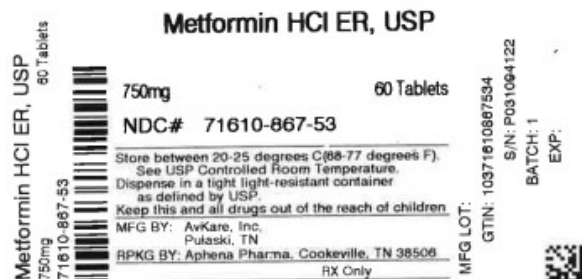 Metformin HCl ER, USP
750mg 60 Tablets
NDC# 71610-867-53
Store between 20-25 degrees C(68-77 degrees F).
See USP Controlled Room Temperature.
Dispense in a tight light-resistant container
as defined by USP.
Keep this and all drugs out of the reach of children
MFG BY: AvKare, Inc.
Pulaski, TN
RPKG BY: Aphena Pharma, Cookeville, TN 38506
RX Only
Metformin HCl ER, USP
750mg 60 Tablets
71610-867-53
MFG LOT:
GTIN: 10371610867534
S/N: P031094122
BATCH: 1
EXP: